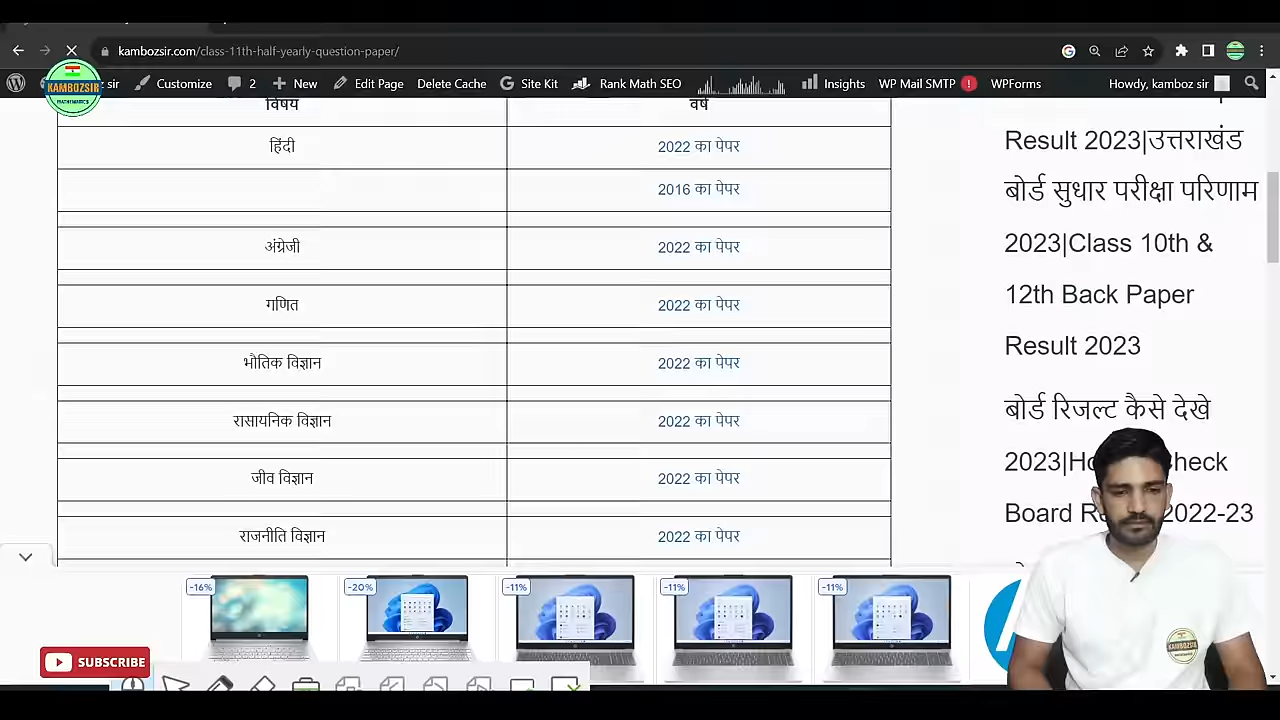 kambozsir.com/class-11th-half-yearly-question-paper/
KAMBOZSIR
MATHEMATICS
sir
Customize
2
New
Edit Page
Delete Cache
Site Kit
Rank Math SEO
Insights
WP Mail SMTP
!
WPForms
Howdy, kamboz sir
विषय वर्ष
हिंदी 2022 का पेपर
2016 का पेपर
अंग्रेजी 2022 का पेपर
गणित 2022 का पेपर
भौतिक विज्ञान 2022 का पेपर
रासायनिक विज्ञान 2022 का पेपर
जीव विज्ञान 2022 का पेपर
राजनीति विज्ञान 2022 का पेपर
Result 2023|उत्तराखंड
बोर्ड सुधार परीक्षा परिणाम
2023|Class 10th &
12th Back Paper
Result 2023
बोर्ड रिजल्ट कैसे देखे
2023|Ho heck
Board Re 2022-23
-16% -20% -11% -11% -11%
SUBSCRIBE
KAMBOZSIR